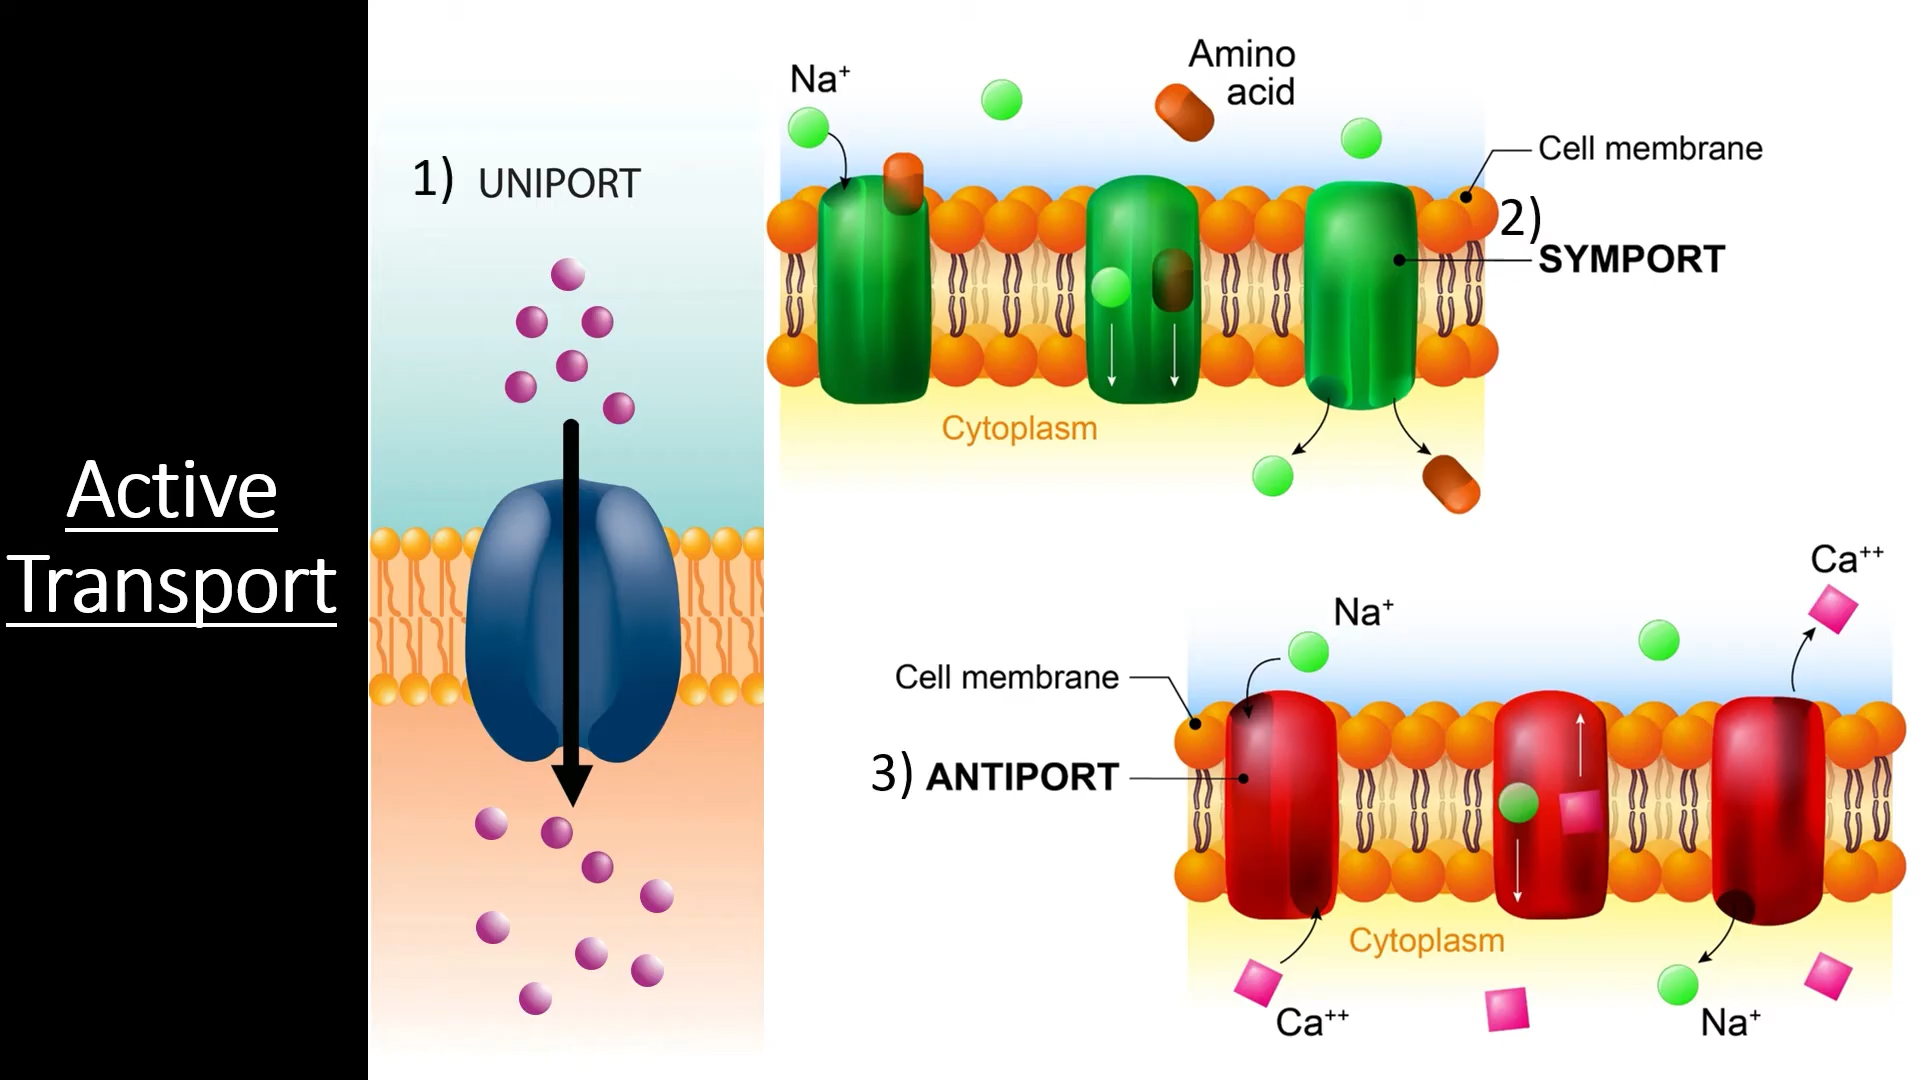 Active
Transport
1) UNIPORT
Na⁺
Amino
acid
Cell membrane
2)
SYMPORT
Cytoplasm
Ca⁺⁺
Na⁺
Cell membrane
3) ANTIPORT
Cytoplasm
Ca⁺⁺
Na⁺